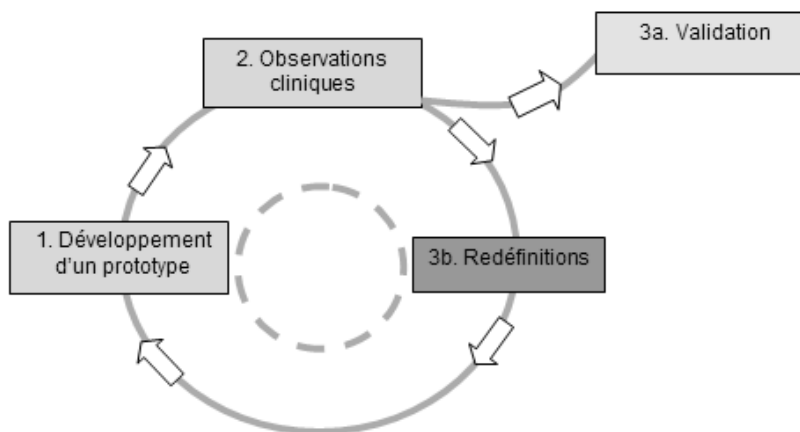 3a. Validation
2. Observations
cliniques
1. Développement
d'un prototype
3b. Redéfinitions